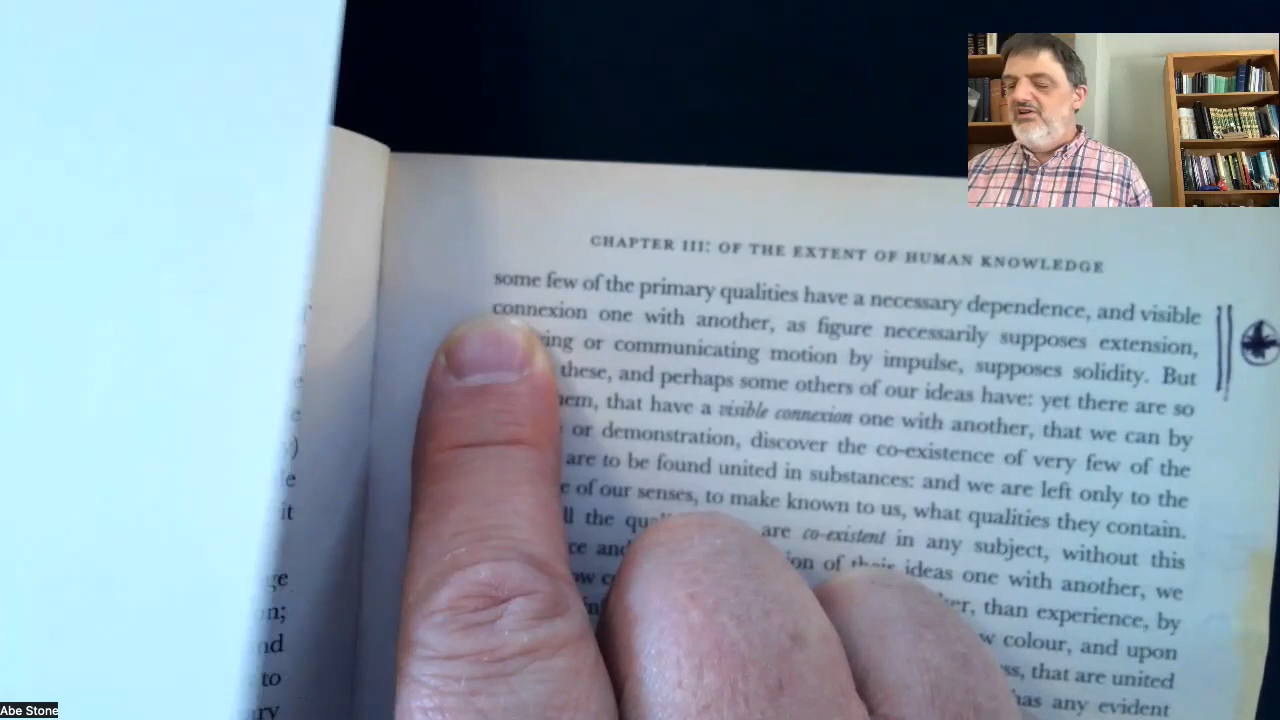 CHAPTER III: OF THE EXTENT OF HUMAN KNOWLEDGE
some few of the primary qualities have a necessary dependence, and visible
connexion one with another, as figure necessarily supposes extension,
or communicating motion by impulse, supposes solidity. But
these, and perhaps some others of our ideas have: yet there are so
that have a visible connexion one with another, that we can by
or demonstration, discover the co-existence of very few of the
are to be found united in substances: and we are left only to the
of our senses, to make known to us, what qualities they contain.
the are co-existent in any subject, without this
of their ideas one with another, we
than experience, by
colour, and upon
that are united
has any evident
it
to
Abe Stone